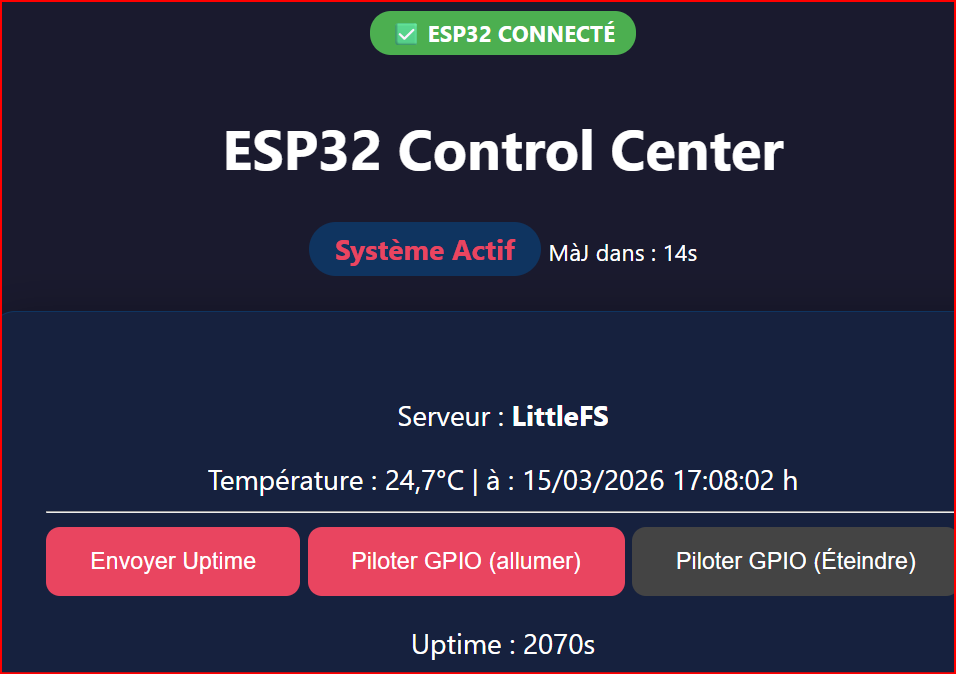 ✅ ESP32 CONNECTÉ
ESP32 Control Center
Système Actif MàJ dans : 14s
Serveur : LittleFS
Température : 24,7°C | à : 15/03/2026 17:08:02 h
Envoyer Uptime Piloter GPIO (allumer) Piloter GPIO (Éteindre)
Uptime : 2070s